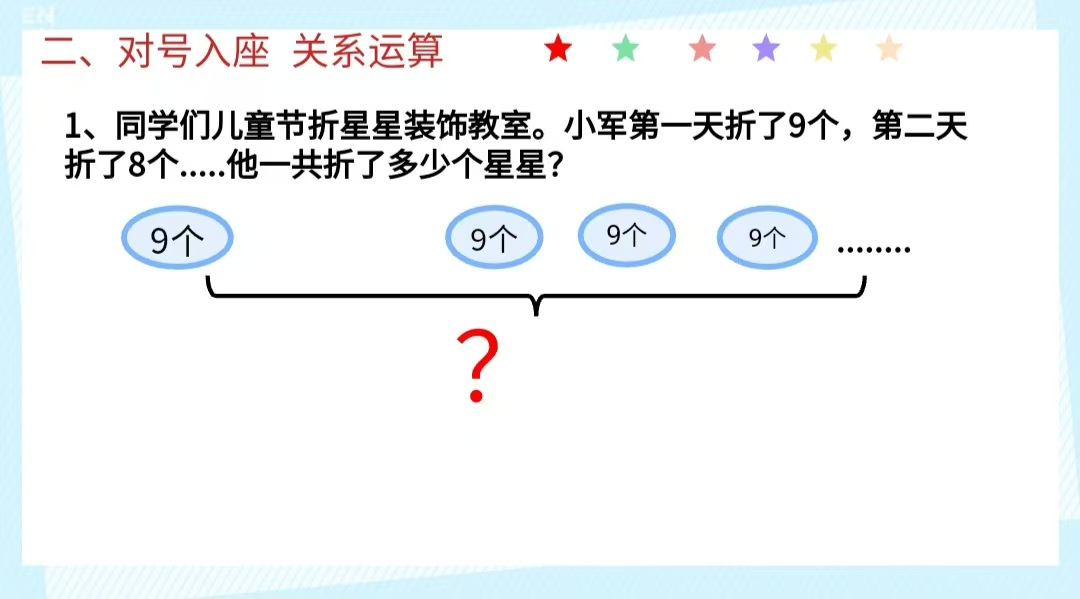 EN
二、对号入座 关系运算
1、同学们儿童节折星星装饰教室。小军第一天折了9个，第二天
折了8个.....他一共折了多少个星星？
9个 9个 9个 9个 ........
？